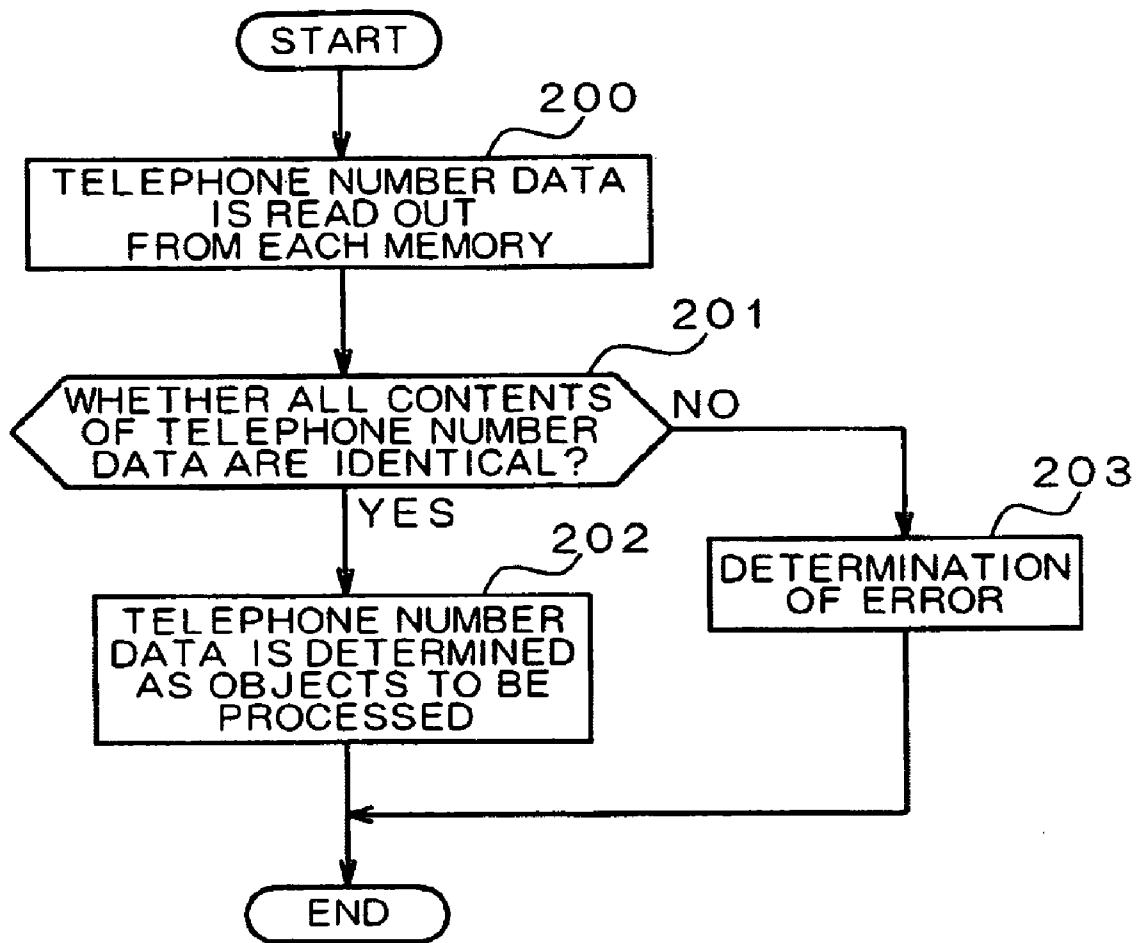 START
200
TELEPHONE NUMBER DATA
IS READ OUT
FROM EACH MEMORY
201
WHETHER ALL CONTENTS
OF TELEPHONE NUMBER
DATA ARE IDENTICAL?
NO
YES
203
DETERMINATION
OF ERROR
202
TELEPHONE NUMBER
DATA IS DETERMINED
AS OBJECTS TO BE
PROCESSED
END